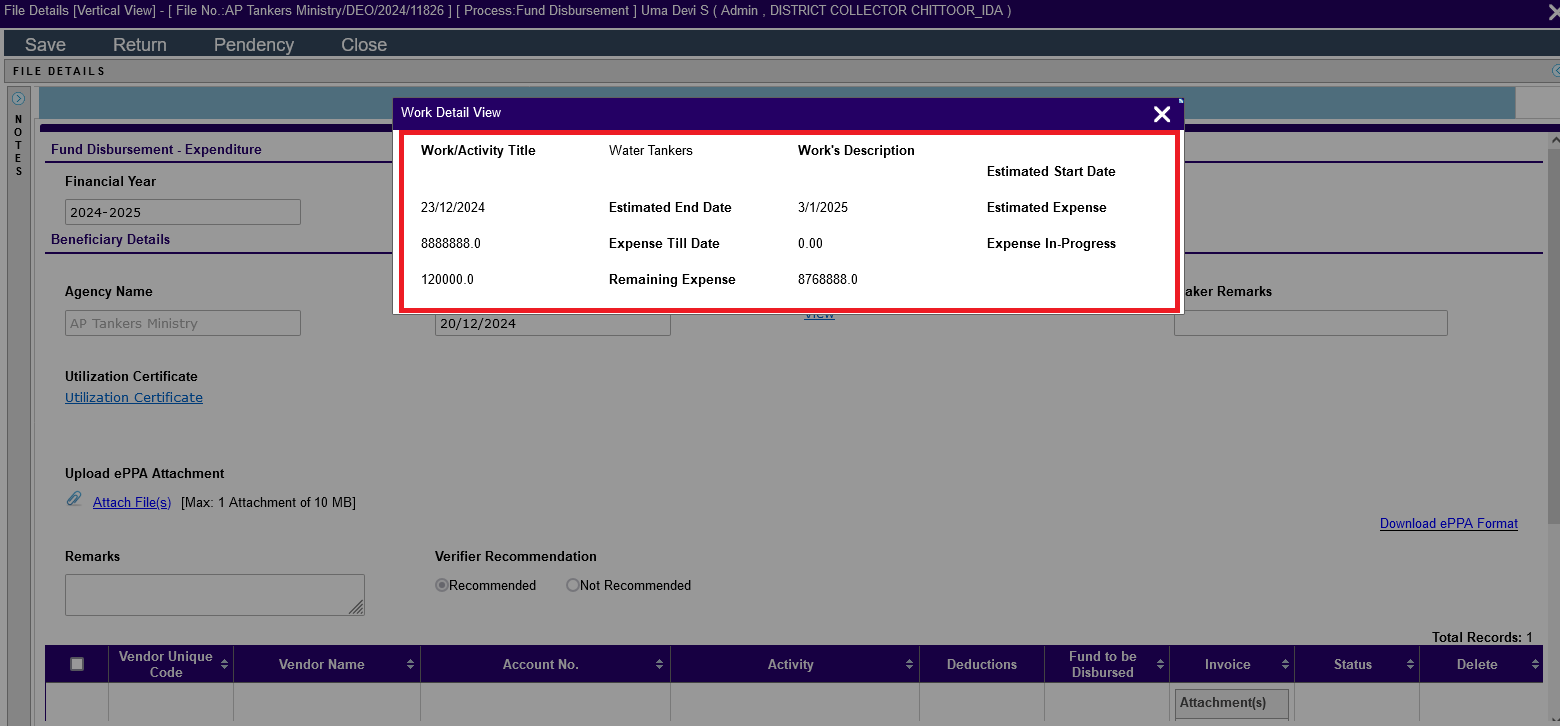 File Details [Vertical View] - [ File No.:AP Tankers Ministry/DEO/2024/11826 ] [ Process:Fund Disbursement ] Uma Devi S ( Admin , DISTRICT COLLECTOR CHITTOOR_IDA )
Save Return Pendency Close
FILE DETAILS
NOTES
Work Detail View
Work/Activity Title Water Tankers Work's Description
Estimated Start Date
23/12/2024 Estimated End Date 3/1/2025 Estimated Expense
8888888.0 Expense Till Date 0.00 Expense In-Progress
120000.0 Remaining Expense 8768888.0
Fund Disbursement - Expenditure
Financial Year
2024-2025
Beneficiary Details
Agency Name aker Remarks
AP Tankers Ministry 20/12/2024 View
Utilization Certificate
Utilization Certificate
Upload ePPA Attachment
Attach File(s) [Max: 1 Attachment of 10 MB]
Download ePPA Format
Remarks Verifier Recommendation
Recommended Not Recommended
Total Records: 1
Vendor Unique Code Vendor Name Account No. Activity Deductions Fund to be Disbursed Invoice Status Delete
Attachment(s)